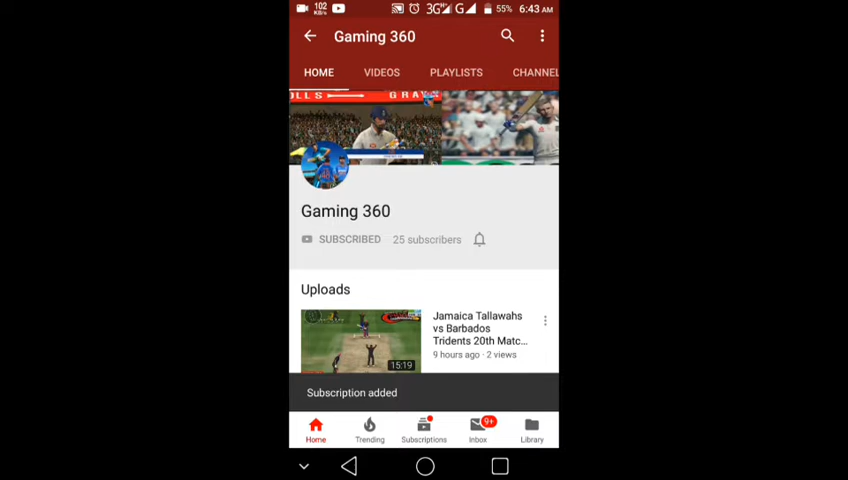 102
KB/s
3G
G
55%
6:43 AM
Gaming 360
HOME
VIDEOS
PLAYLISTS
CHANNEL
Gaming 360
SUBSCRIBED
25 subscribers
Uploads
Jamaica Tallawahs
vs Barbados
Tridents 20th Matc...
9 hours ago · 2 views
15:19
Subscription added
Home
Trending
Subscriptions
9+
Inbox
Library